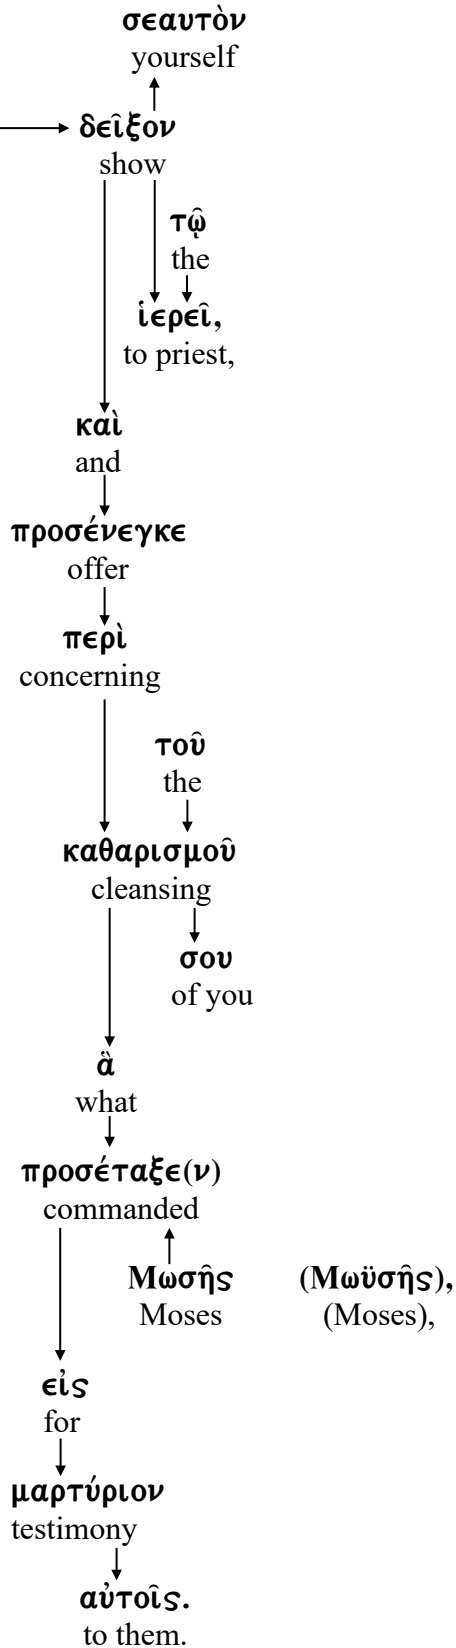 σεαυτὸν
yourself
δεῖξον
show
τῷ
the
ἱερεῖ,
to priest,
καὶ
and
προσένεγκε
offer
περὶ
concerning
τοῦ
the
καθαρισμοῦ
cleansing
σου
of you
ἃ
what
προσέταξε(ν)
commanded
Μωσῆς (Μωϋσῆς),
Moses (Moses),
εἰς
for
μαρτύριον
testimony
αὐτοῖς.
to them.